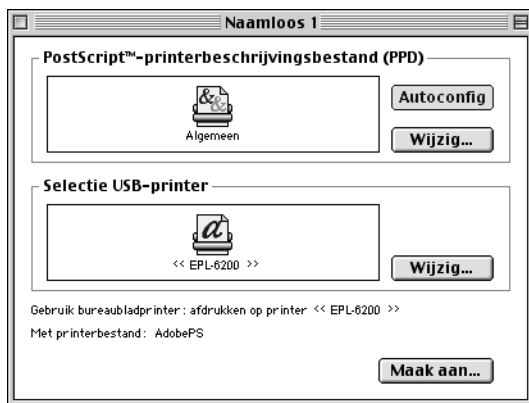 Naamloos 1
PostScript™-printerbeschrijvingsbestand (PPD)
Algemeen
Autoconfig
Wijzig...
Selectie USB-printer
<< EPL-6200 >>
Wijzig...
Gebruik bureaubladprinter: afdrukken op printer << EPL-6200 >>
Met printerbestand: AdobePS
Maak aan...